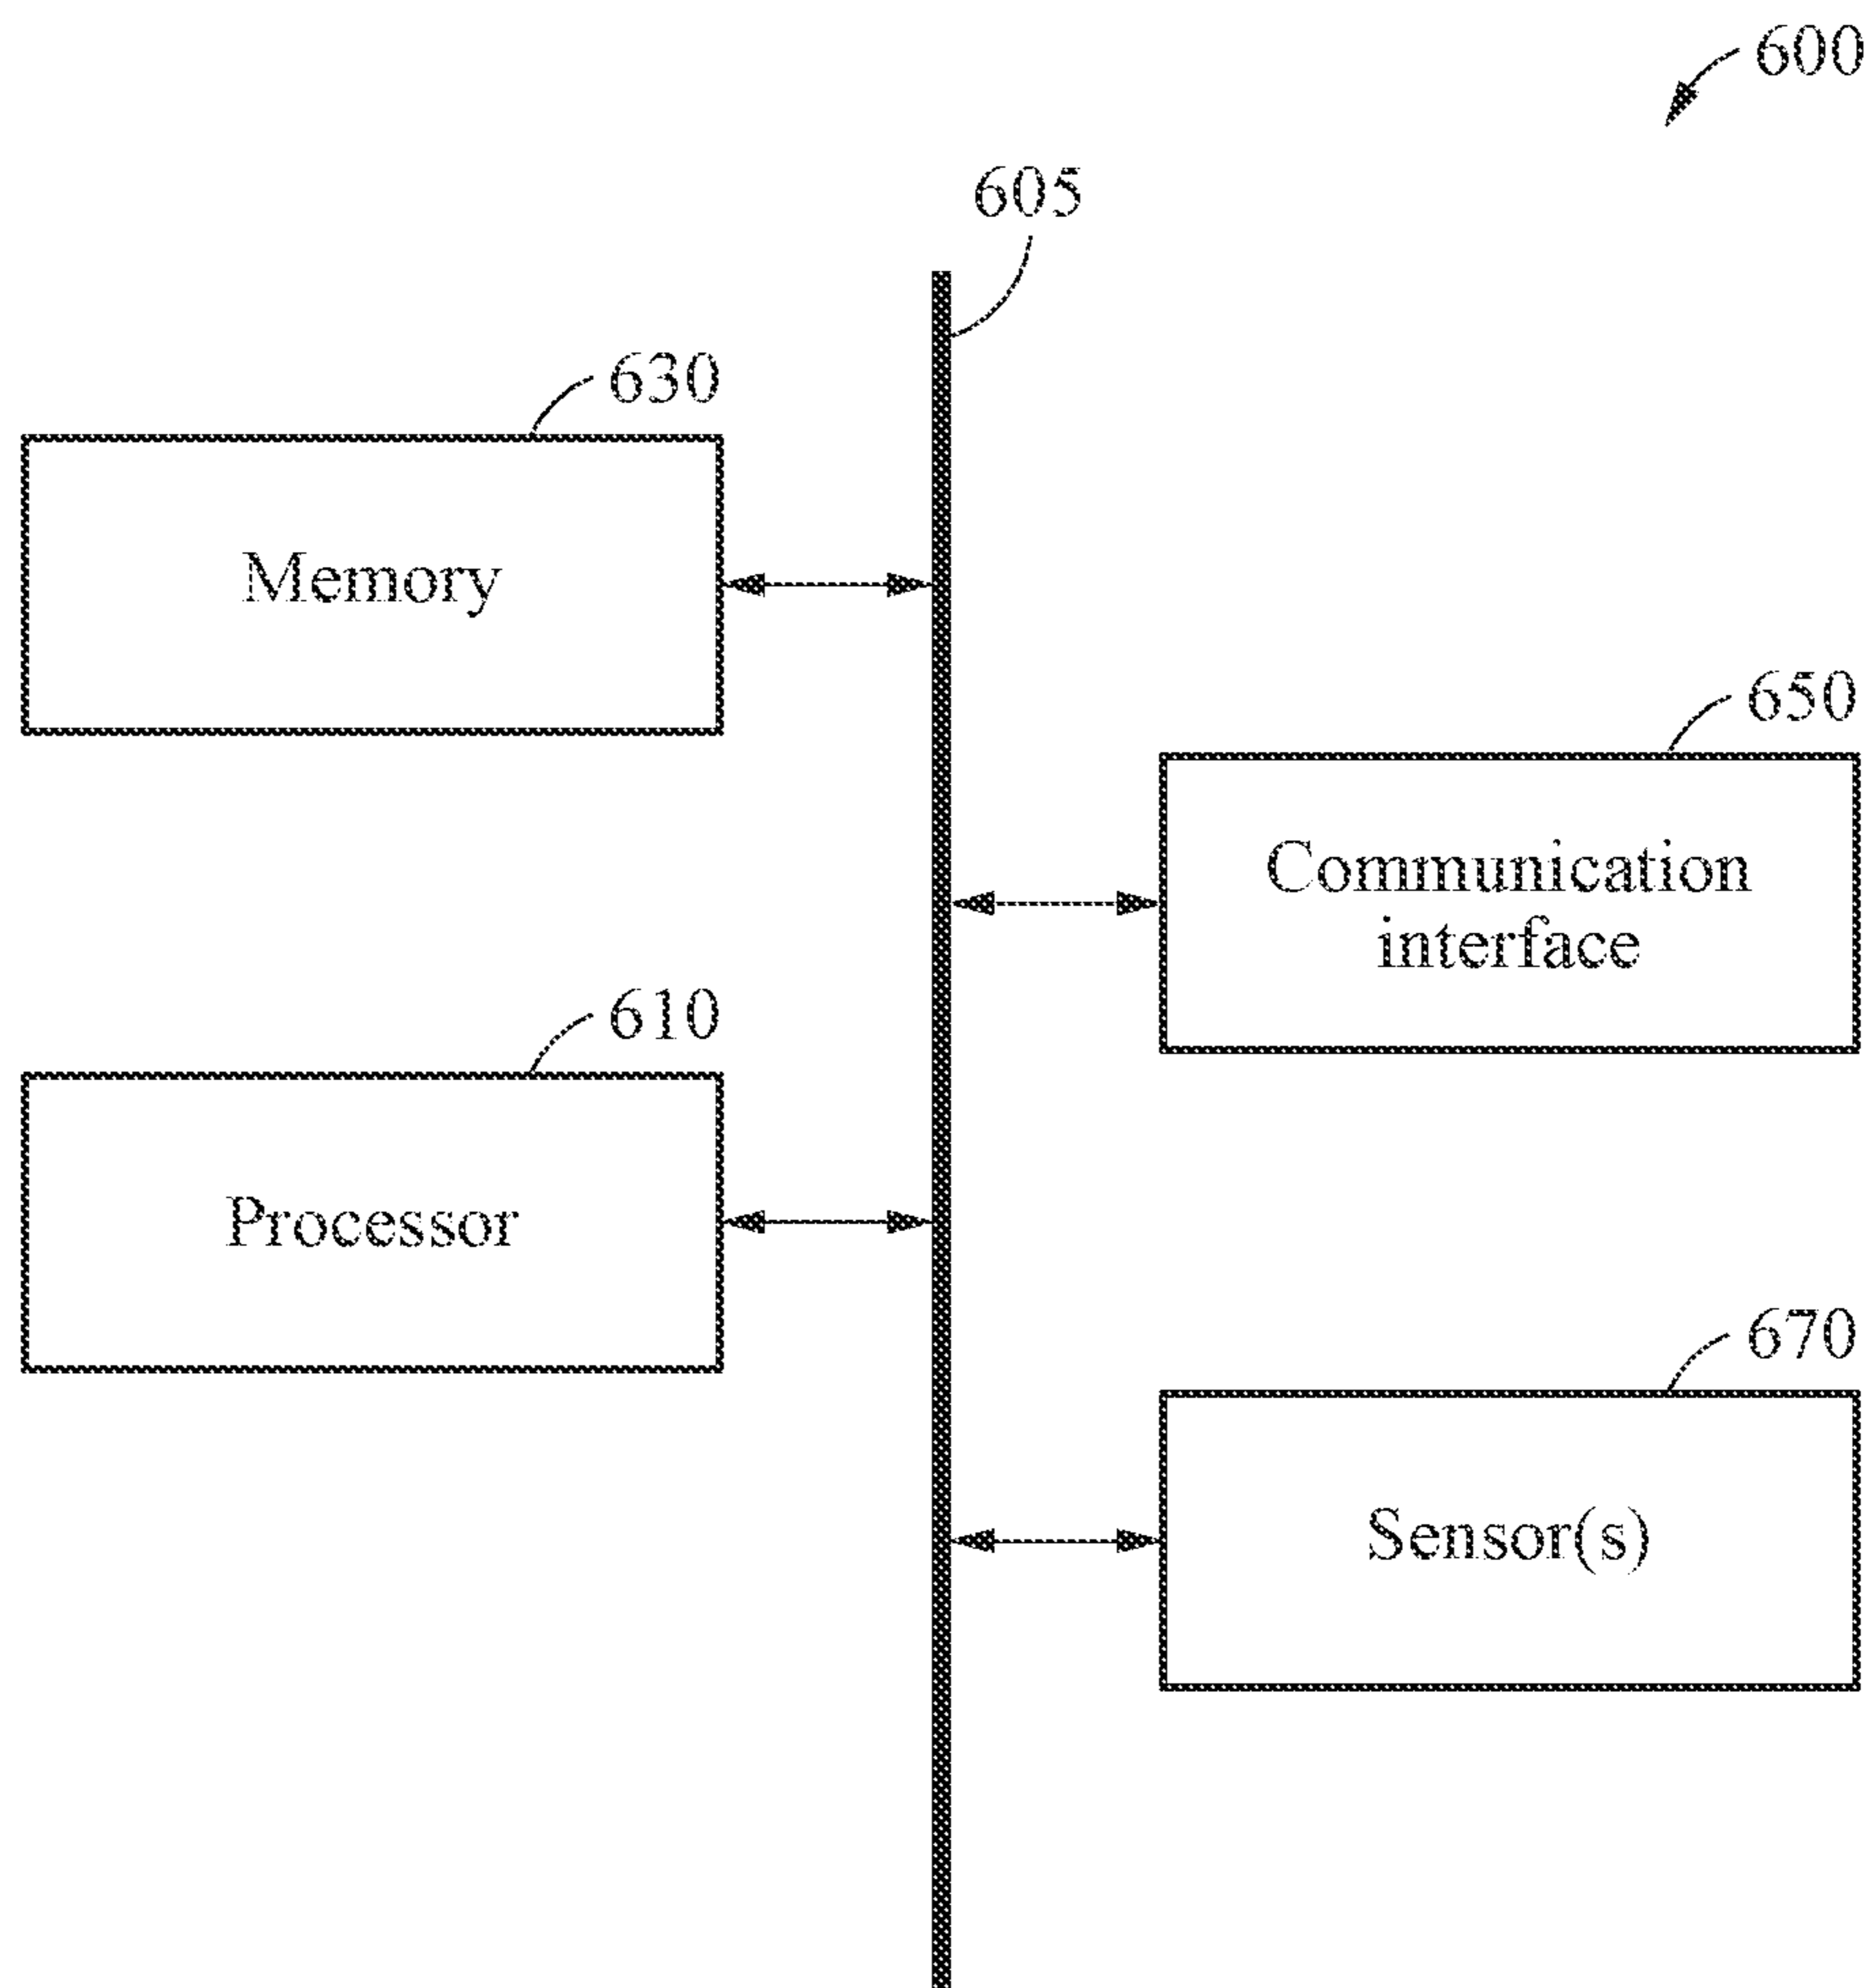 600
605
630
Memory
650
Communication
interface
610
Processor
670
Sensor(s)